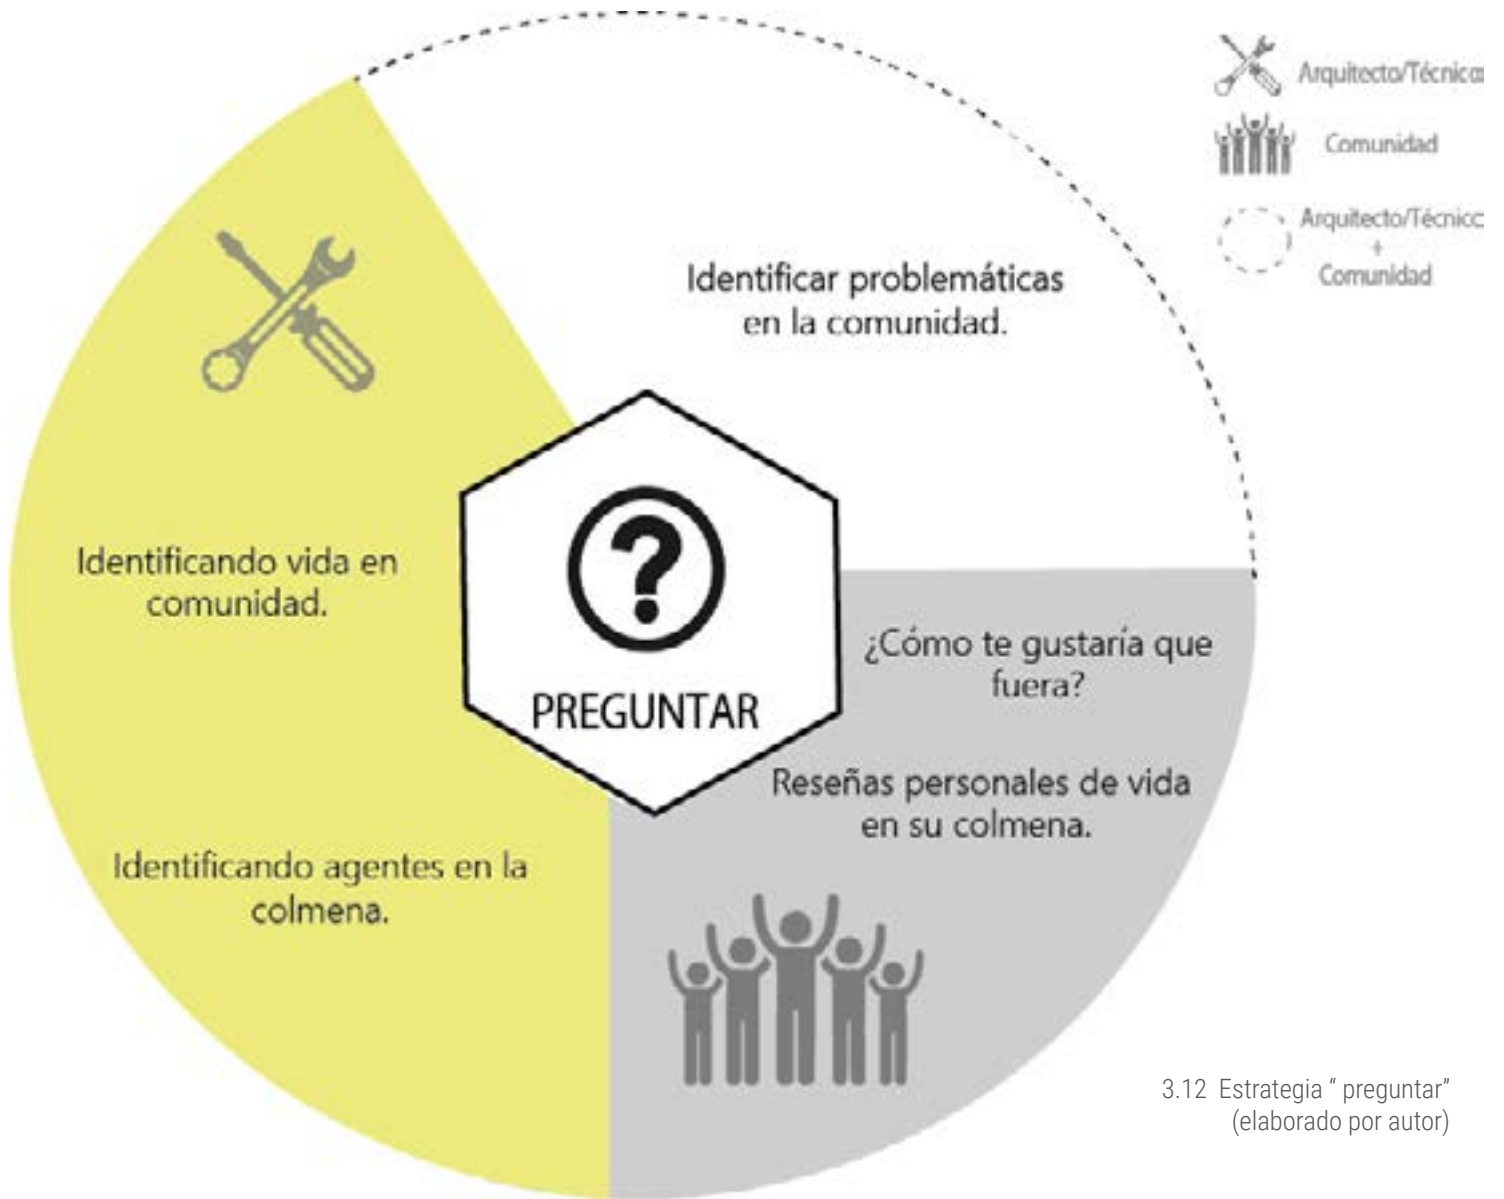 Arquitecto/Técnico
Comunidad
Arquitecto/Técnico
+
Comunidad
Identificar problemáticas
en la comunidad.
Identificando vida en
comunidad.
?
PREGUNTAR
¿Cómo te gustaría que
fuera?
Reseñas personales de vida
en su colmena.
Identificando agentes en la
colmena.
3.12 Estrategia “ preguntar”
(elaborado por autor)